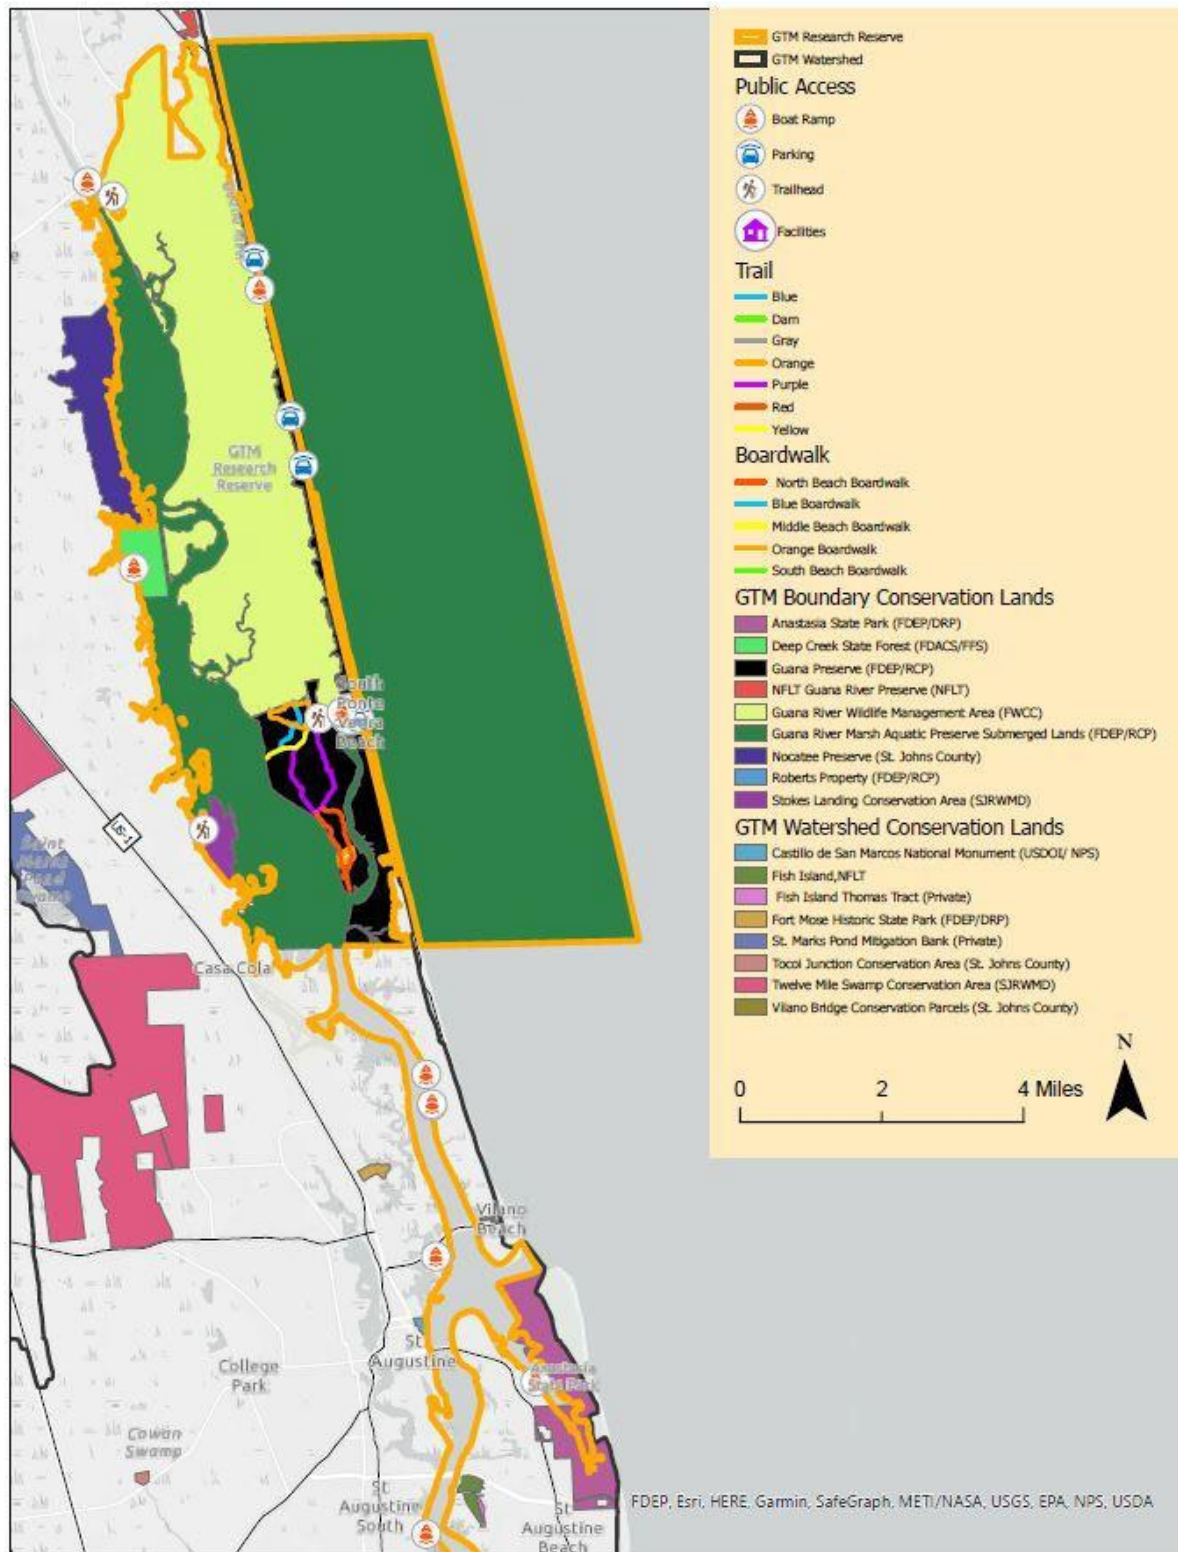 GTM Research Reserve
GTM Watershed
Public Access
Boat Ramp
Parking
Trailhead
Facilities
Trail
Blue
Dam
Gray
Orange
Purple
Red
Yellow
Boardwalk
North Beach Boardwalk
Blue Boardwalk
Middle Beach Boardwalk
Orange Boardwalk
South Beach Boardwalk
GTM Boundary Conservation Lands
Anastasia State Park (FDEP/DRP)
Deep Creek State Forest (FDACS/FFS)
Guana Preserve (FDEP/RCP)
NFLT Guana River Preserve (NFLT)
Guana River Wildlife Management Area (FWCC)
Guana River Marsh Aquatic Preserve Submerged Lands (FDEP/RCP)
Nocatee Preserve (St. Johns County)
Roberts Property (FDEP/RCP)
Stokes Landing Conservation Area (SJRWMD)
GTM Watershed Conservation Lands
Castillo de San Marcos National Monument (USDOI/ NPS)
Fish Island,NFLT
Fish Island Thomas Tract (Private)
Fort Mose Historic State Park (FDEP/DRP)
St. Marks Pond Mitigation Bank (Private)
Tocoi Junction Conservation Area (St. Johns County)
Twelve Mile Swamp Conservation Area (SJRWMD)
Vilano Bridge Conservation Parcels (St. Johns County)
N
0 2 4 Miles
GTM
Research
Reserve
South
Ponte
Vedra
Beach
US-1
Casa Cola
Vilano
Beach
St
Augustine
College
Park
Anastasia
State Park
Cowan
Swamp
St
Augustine
South
St
Augustine
Beach
FDEP, Esri, HERE, Garmin, SafeGraph, METI/NASA, USGS, EPA, NPS, USDA